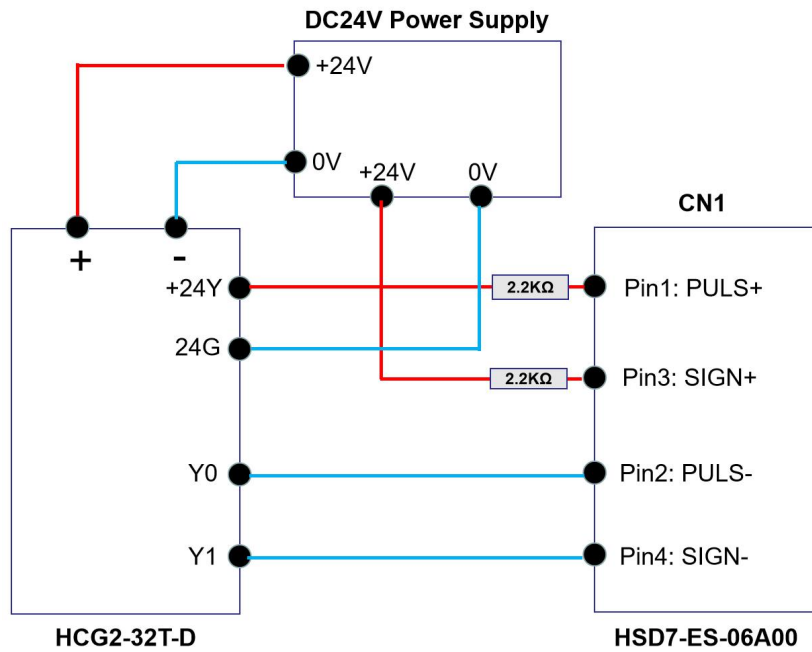 DC24V Power Supply
+24V
0V
+24V
0V
CN1
+
-
+24Y
2.2KΩ
Pin1: PULS+
24G
2.2KΩ
Pin3: SIGN+
Y0
Pin2: PULS-
Y1
Pin4: SIGN-
HCG2-32T-D
HSD7-ES-06A00